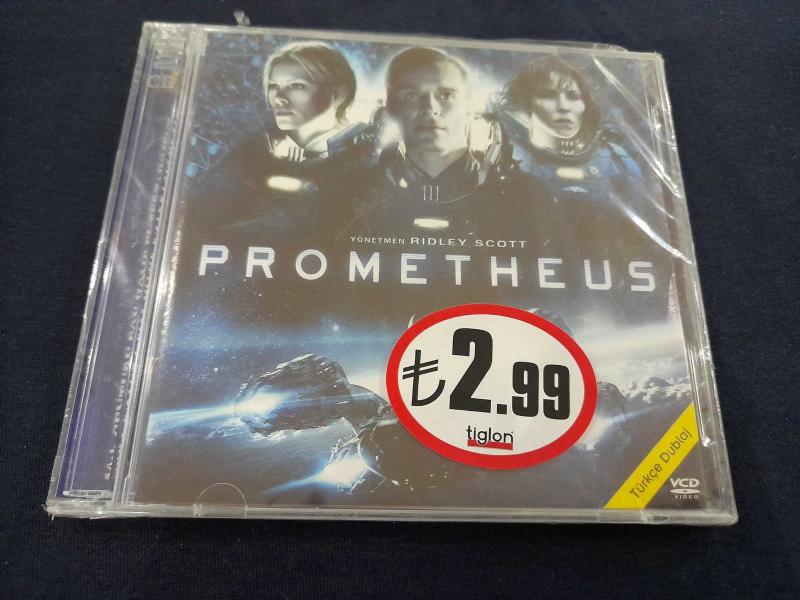 YÖNETMEN RIDLEY SCOTT
PROMETHEUS
₺2.99
tiglon
Türkçe Dublaj
VCD
VIDEO